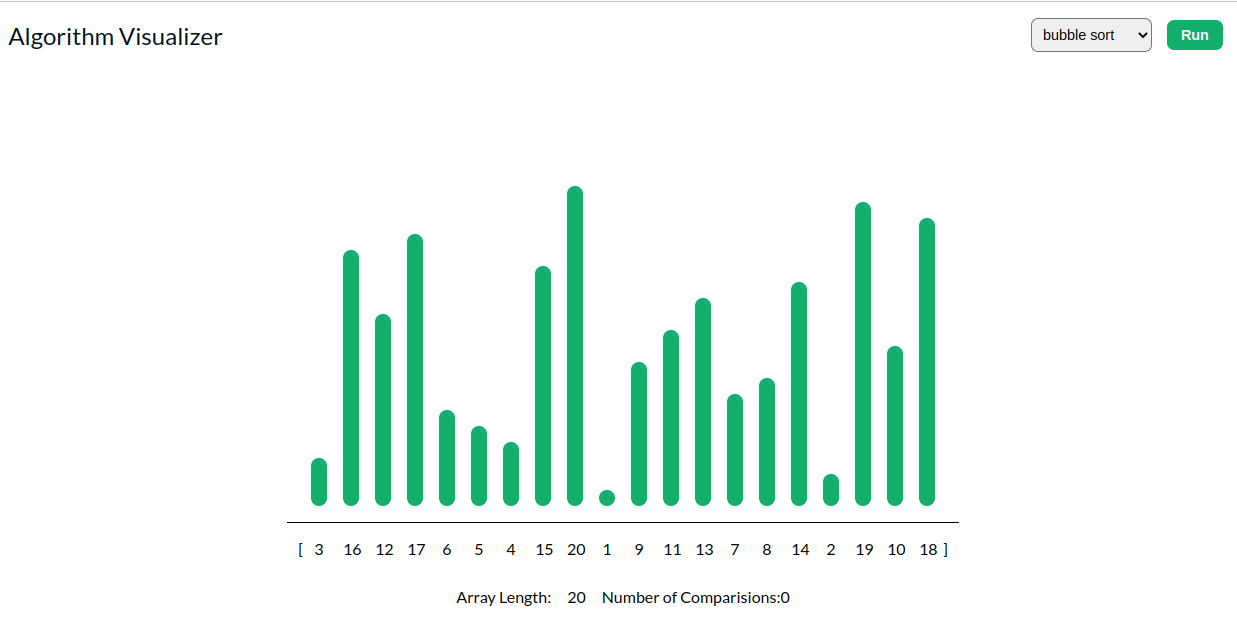 Algorithm Visualizer
bubble sort
Run
[ 3 16 12 17 6 5 4 15 20 1 9 11 13 7 8 14 2 19 10 18 ]
Array Length: 20 Number of Comparisions:0